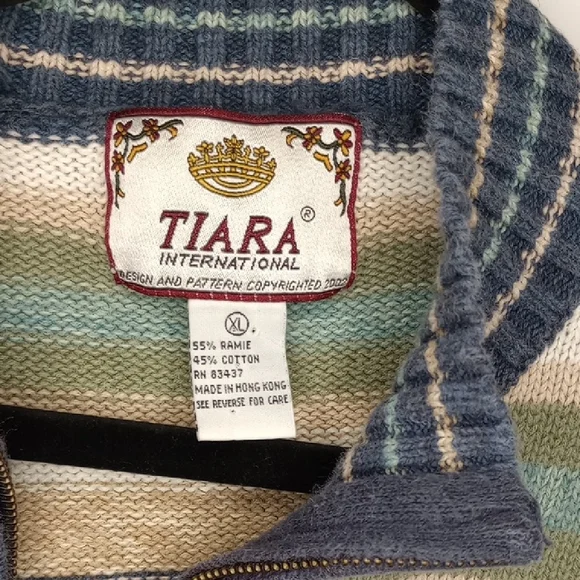 TIARA ®
INTERNATIONAL
DESIGN AND PATTERN COPYRIGHTED 2002
XL
55% RAMIE
45% COTTON
RN 83437
MADE IN HONG KONG
SEE REVERSE FOR CARE